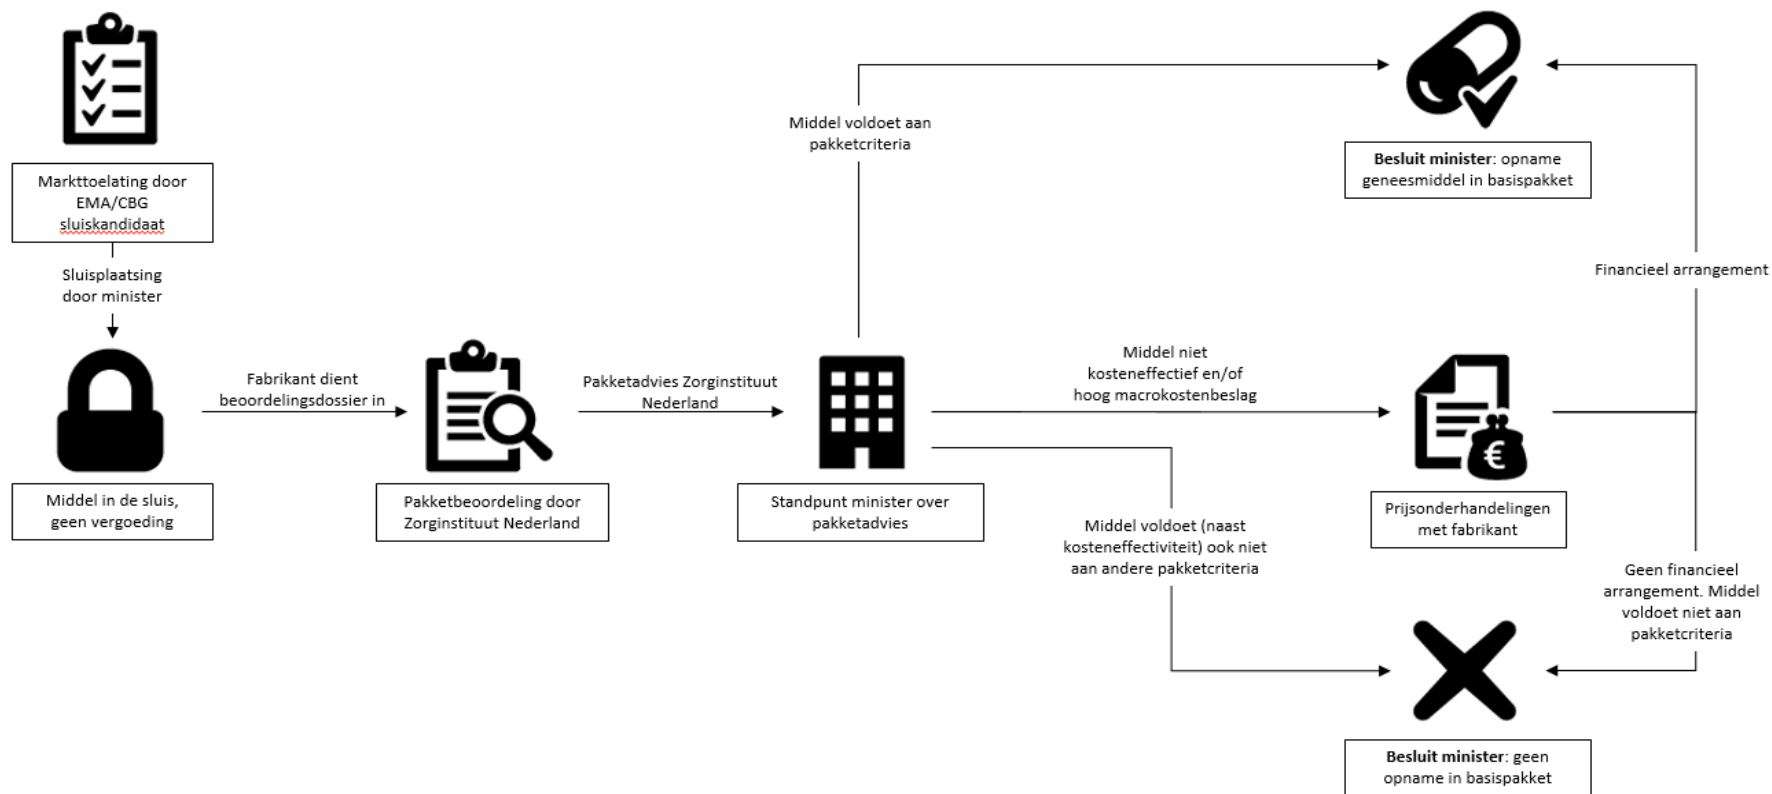 Markttoelating door
EMA/CBG
sluiskandidaat
Sluisplaatsing
door minister
Middel in de sluis,
geen vergoeding
Fabrikant dient
beoordelingsdossier in
Pakketbeoordeling door
Zorginstituut Nederland
Pakketadvies Zorginstituut
Nederland
Standpunt minister over
pakketadvies
Middel voldoet aan
pakketcriteria
Besluit minister: opname
geneesmiddel in basispakket
Middel niet
kosteneffectief en/of
hoog macrokostenbeslag
€
Prijsonderhandelingen
met fabrikant
Financieel arrangement
Middel voldoet (naast
kosteneffectiviteit) ook niet
aan andere pakketcriteria
Geen financieel
arrangement. Middel
voldoet niet aan
pakketcriteria
Besluit minister: geen
opname in basispakket